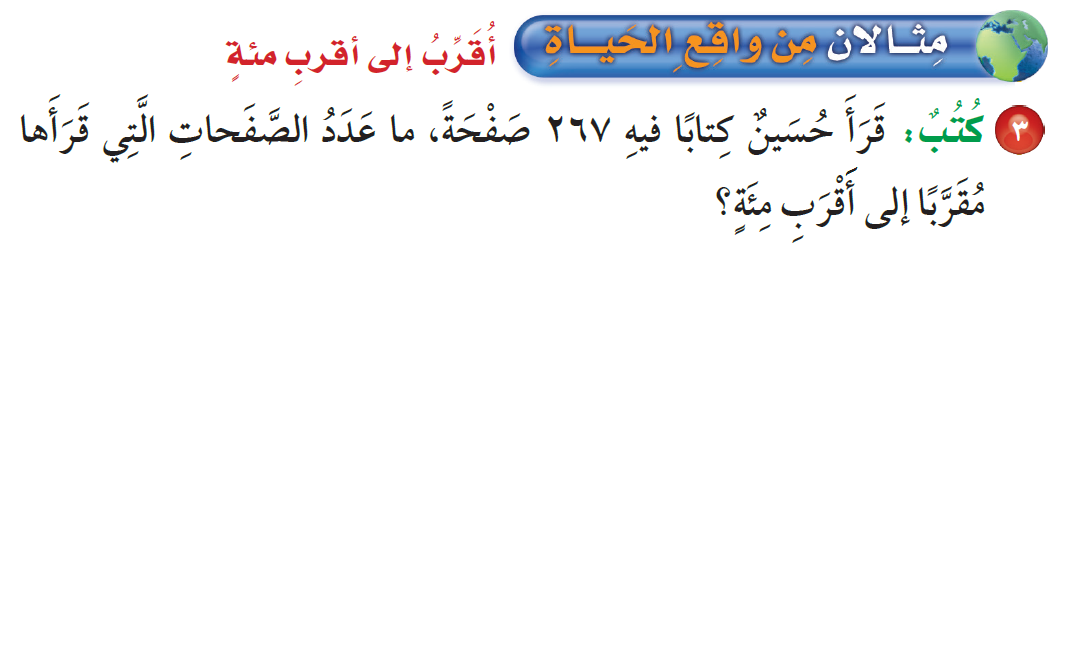 مِثـالان مِن واقِعِ الحَيـاةِ أُقَرِّبُ إلى أقربِ مئةٍ
٣ كُتُبٌ: قَرَأَ حُسَينٌ كِتابًا فيهِ ٢٦٧ صَفْحَةً، ما عَدَدُ الصَّفَحاتِ الَّتِي قَرَأَها
مُقَرَّبًا إلى أَقْرَبِ مِئَةٍ؟